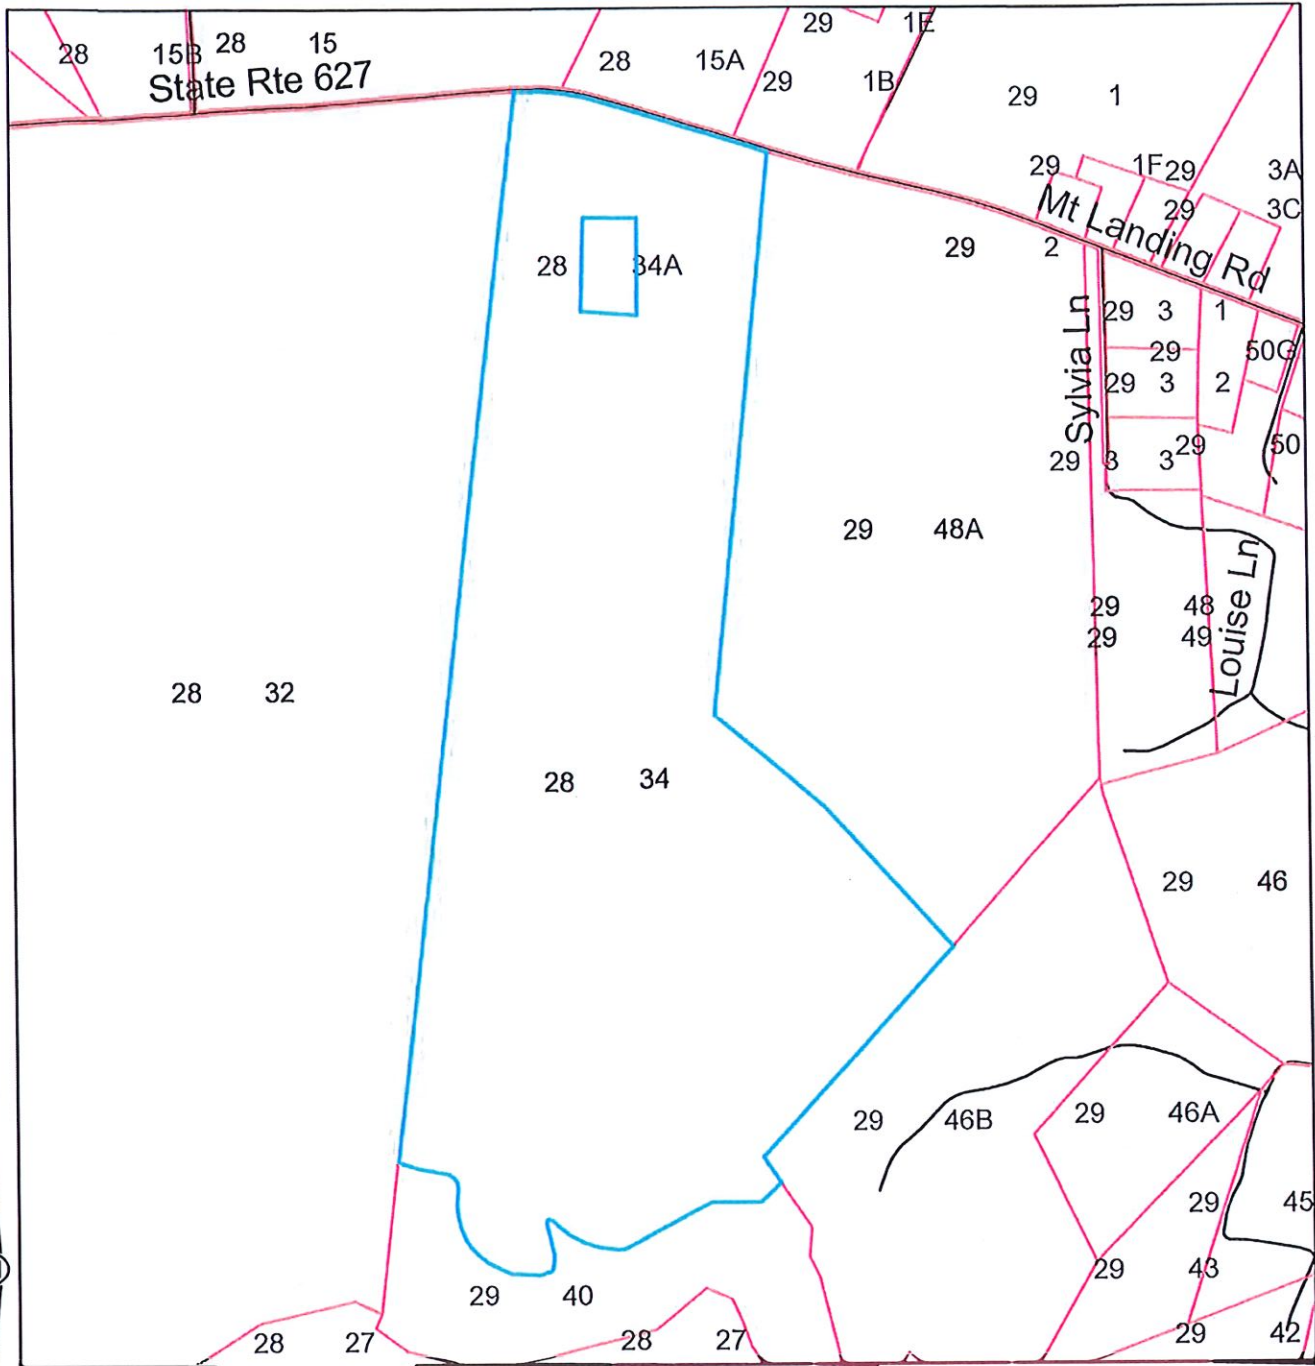 28 15B 28 15
State Rte 627
28 15A
29 1E
29 1B
29 1
29 1F 29 3A
29 3C
Mt Landing Rd
28 34A
29 2
Sylvia Ln
29 3 1
29 50G
29 3 2
29 3 3 29 50
29 48A
29 48
29 49
Louise Ln
28 32
28 34
29 46
29 46B
29 46A
29 45
29 43
29 40
28 27
28 27
29 42